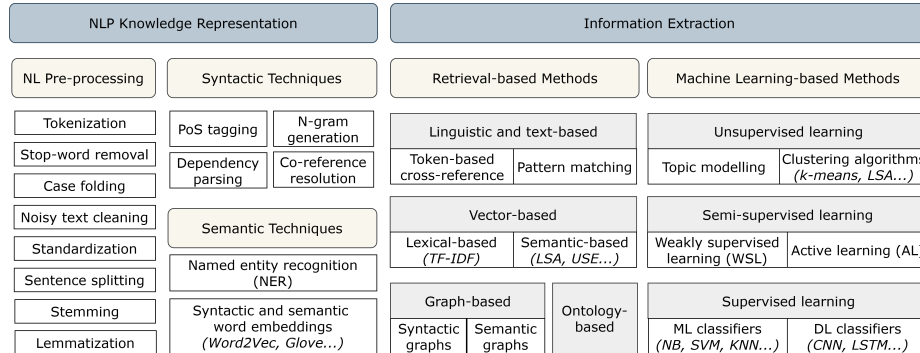 NLP Knowledge Representation
NL Pre-processing
Tokenization
Stop-word removal
Case folding
Noisy text cleaning
Standardization
Sentence splitting
Stemming
Lemmatization
Syntactic Techniques
PoS tagging
N-gram
generation
Dependency
parsing
Co-reference
resolution
Semantic Techniques
Named entity recognition
(NER)
Syntactic and semantic
word embeddings
(Word2Vec, Glove...)
Information Extraction
Retrieval-based Methods
Linguistic and text-based
Token-based
cross-reference
Pattern matching
Vector-based
Lexical-based
(TF-IDF)
Semantic-based
(LSA, USE...)
Graph-based
Syntactic
graphs
Semantic
graphs
Ontology-
based
Machine Learning-based Methods
Unsupervised learning
Topic modelling
Clustering algorithms
(k-means, LSA...)
Semi-supervised learning
Weakly supervised
learning (WSL)
Active learning (AL)
Supervised learning
ML classifiers
(NB, SVM, KNN...)
DL classifiers
(CNN, LSTM...)